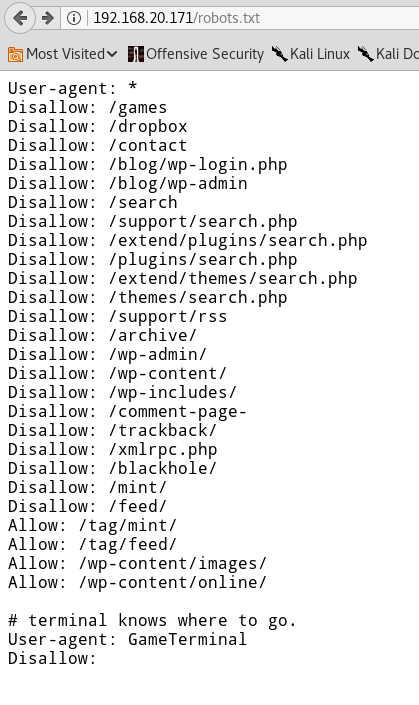 192.168.20.171/robots.txt
Most Visited Offensive Security Kali Linux Kali Do
User-agent: *
Disallow: /games
Disallow: /dropbox
Disallow: /contact
Disallow: /blog/wp-login.php
Disallow: /blog/wp-admin
Disallow: /search
Disallow: /support/search.php
Disallow: /extend/plugins/search.php
Disallow: /plugins/search.php
Disallow: /extend/themes/search.php
Disallow: /themes/search.php
Disallow: /support/rss
Disallow: /archive/
Disallow: /wp-admin/
Disallow: /wp-content/
Disallow: /wp-includes/
Disallow: /comment-page-
Disallow: /trackback/
Disallow: /xmlrpc.php
Disallow: /blackhole/
Disallow: /mint/
Disallow: /feed/
Allow: /tag/mint/
Allow: /tag/feed/
Allow: /wp-content/images/
Allow: /wp-content/online/
# terminal knows where to go.
User-agent: GameTerminal
Disallow: